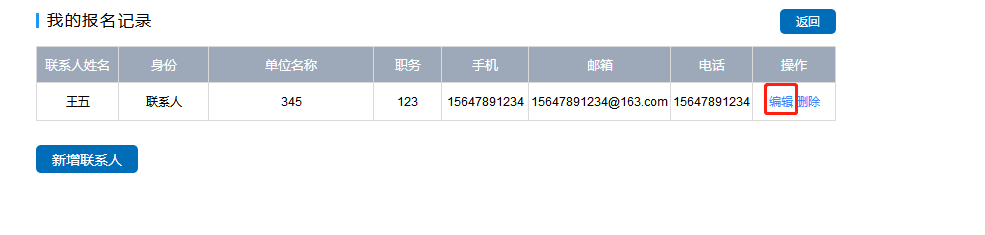 我的报名记录 返回
联系人姓名 身份 单位名称 职务 手机 邮箱 电话 操作
王五 联系人 345 123 15647891234 15647891234@163.com 15647891234 编辑 删除
新增联系人